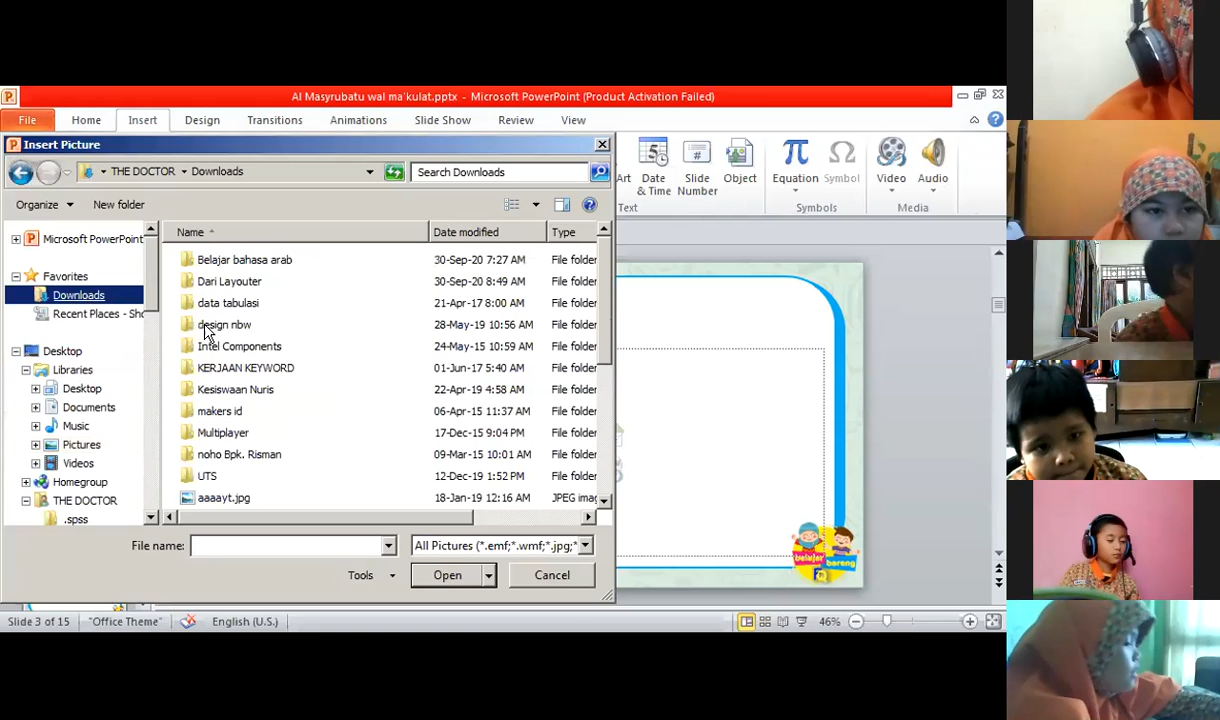 Al Masyrubatu wal ma'kulat.pptx - Microsoft PowerPoint (Product Activation Failed)
File Home Insert Design Transitions Animations Slide Show Review View
Insert Picture
THE DOCTOR Downloads Search Downloads
Organize New folder
Art Date & Time Slide Number Object Equation Symbol Video Audio
Text Symbols Media
Name Date modified Type
Microsoft PowerPoint
Favorites
Downloads
Recent Places - Sho
Desktop
Libraries
Desktop
Documents
Music
Pictures
Videos
Homegroup
THE DOCTOR
.spss
Belajar bahasa arab 30-Sep-20 7:27 AM File folder
Dari Layouter 30-Sep-20 8:49 AM File folder
data tabulasi 21-Apr-17 8:00 AM File folder
design nbw 28-May-19 10:56 AM File folder
Intel Components 24-May-15 10:59 AM File folder
KERJAAN KEYWORD 01-Jun-17 5:40 AM File folder
Kesiswaan Nuris 22-Apr-19 4:58 AM File folder
makers id 06-Apr-15 11:37 AM File folder
Multiplayer 17-Dec-15 9:04 PM File folder
noho Bpk. Risman 09-Mar-15 10:01 AM File folder
UTS 12-Dec-19 1:52 PM File folder
aaaayt.jpg 18-Jan-19 12:16 AM JPEG imag
File name: All Pictures (*.emf;*.wmf;*.jpg;*
Tools Open Cancel
belajar bareng
Slide 3 of 15 "Office Theme" English (U.S.) 46%